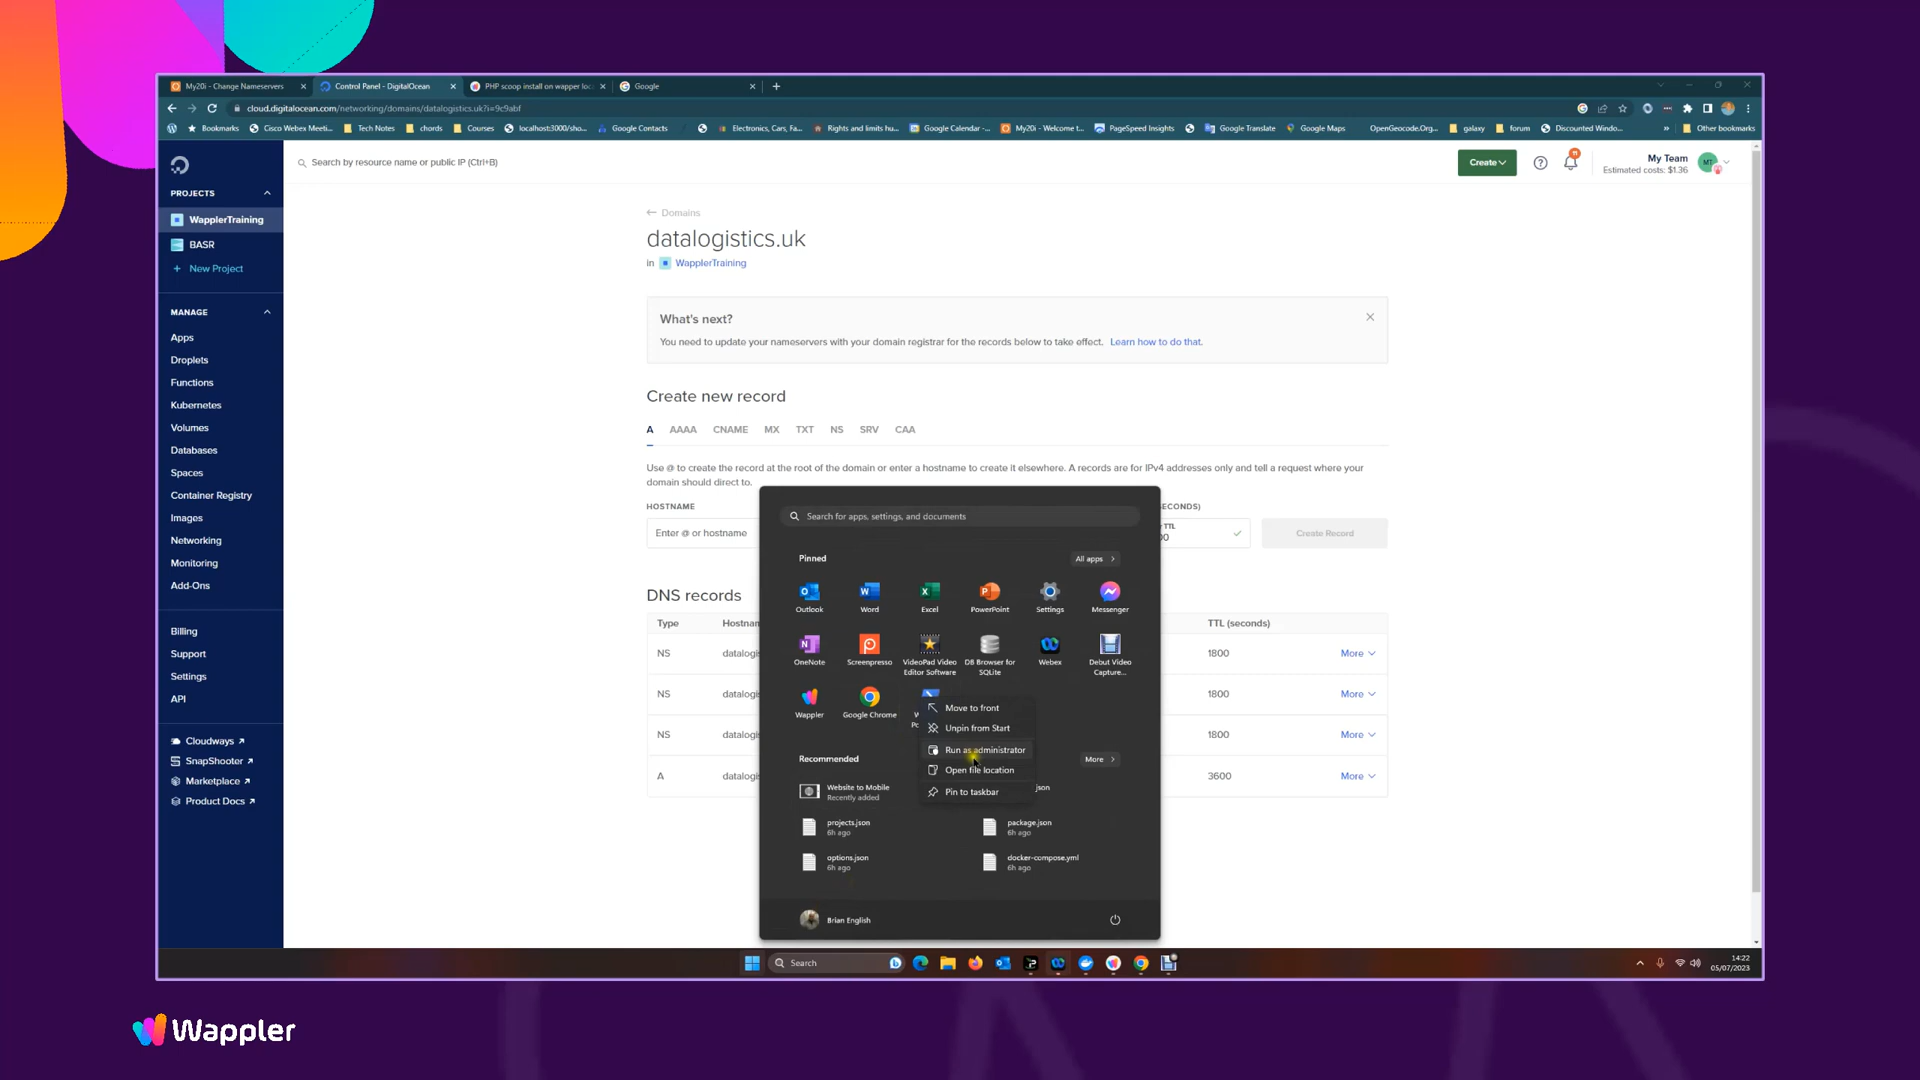 My20i - Change Nameservers
Control Panel - DigitalOcean
PHP scoop install on wapper loc
Google
cloud.digitalocean.com/networking/domains/datalogistics.uk?i=9c9abf
Bookmarks
Cisco Webex Meeti...
Tech Notes
chords
Courses
localhost:3000/sho...
Google Contacts
Electronics, Cars, Fa...
Rights and limits hu...
Google Calendar -...
My20i - Welcome t...
PageSpeed Insights
Google Translate
Google Maps
OpenGeocode.Org...
galaxy
forum
Discounted Windo...
»
Other bookmarks
Search by resource name or public IP (Ctrl+B)
Create
My Team
Estimated costs: $1.36
MT
PROJECTS
WapplerTraining
BASR
+ New Project
MANAGE
Apps
Droplets
Functions
Kubernetes
Volumes
Databases
Spaces
Container Registry
Images
Networking
Monitoring
Add-Ons
Billing
Support
Settings
API
Cloudways
SnapShooter
Marketplace
Product Docs
Domains
datalogistics.uk
in WapplerTraining
What's next?
You need to update your nameservers with your domain registrar for the records below to take effect. Learn how to do that.
Create new record
A AAAA CNAME MX TXT NS SRV CAA
Use @ to create the record at the root of the domain or enter a hostname to create it elsewhere. A records are for IPv4 addresses only and tell a request where your
domain should direct to.
HOSTNAME
Enter @ or hostname
ECONDS)
TTL
00
Create Record
DNS records
Type Hostnam TTL (seconds)
NS datalogis 1800 More
NS datalogis 1800 More
NS datalogis 1800 More
A datalogis 3600 More
Search for apps, settings, and documents
Pinned
All apps
Outlook
Word
Excel
PowerPoint
Settings
Messenger
OneNote
Screenpresso
VideoPad Video
Editor Software
DB Browser for
SQLite
Webex
Debut Video
Capture...
Wappler
Google Chrome
Move to front
Unpin from Start
Run as administrator
Open file location
Pin to taskbar
Recommended
More
Website to Mobile
Recently added
json
projects.json
6h ago
package.json
6h ago
options.json
6h ago
docker-compose.yml
6h ago
Brian English
Search
14:22
05/07/2023
Wappler